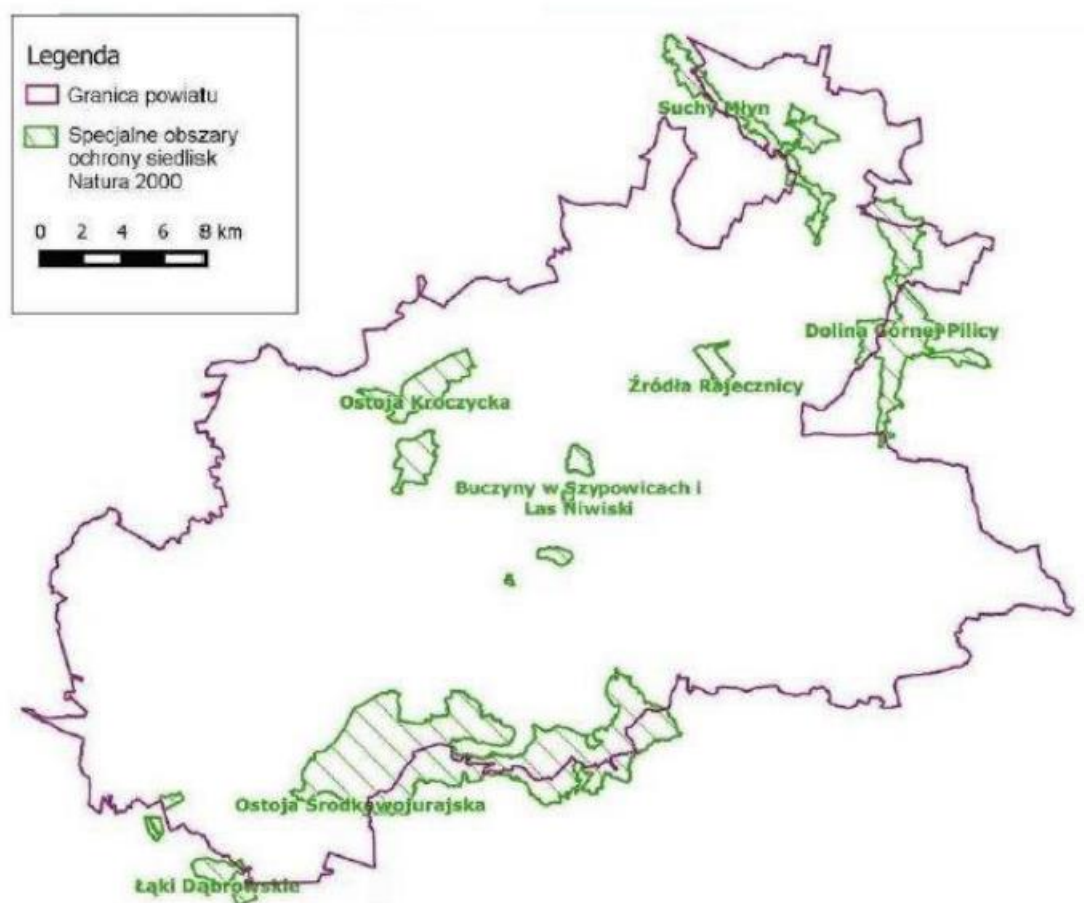 Legenda
Granica powiatu
Specjalne obszary
ochrony siedlisk
Natura 2000
0 2 4 6 8 km
Suchy Młyn
Dolina Górnej Pilicy
Źródła Rajecznicy
Ostoja Kroczycka
Buczyny w Szypowicach i
Las Niwiski
Ostoja Środkowojurajska
Łąki Dąbrowskie